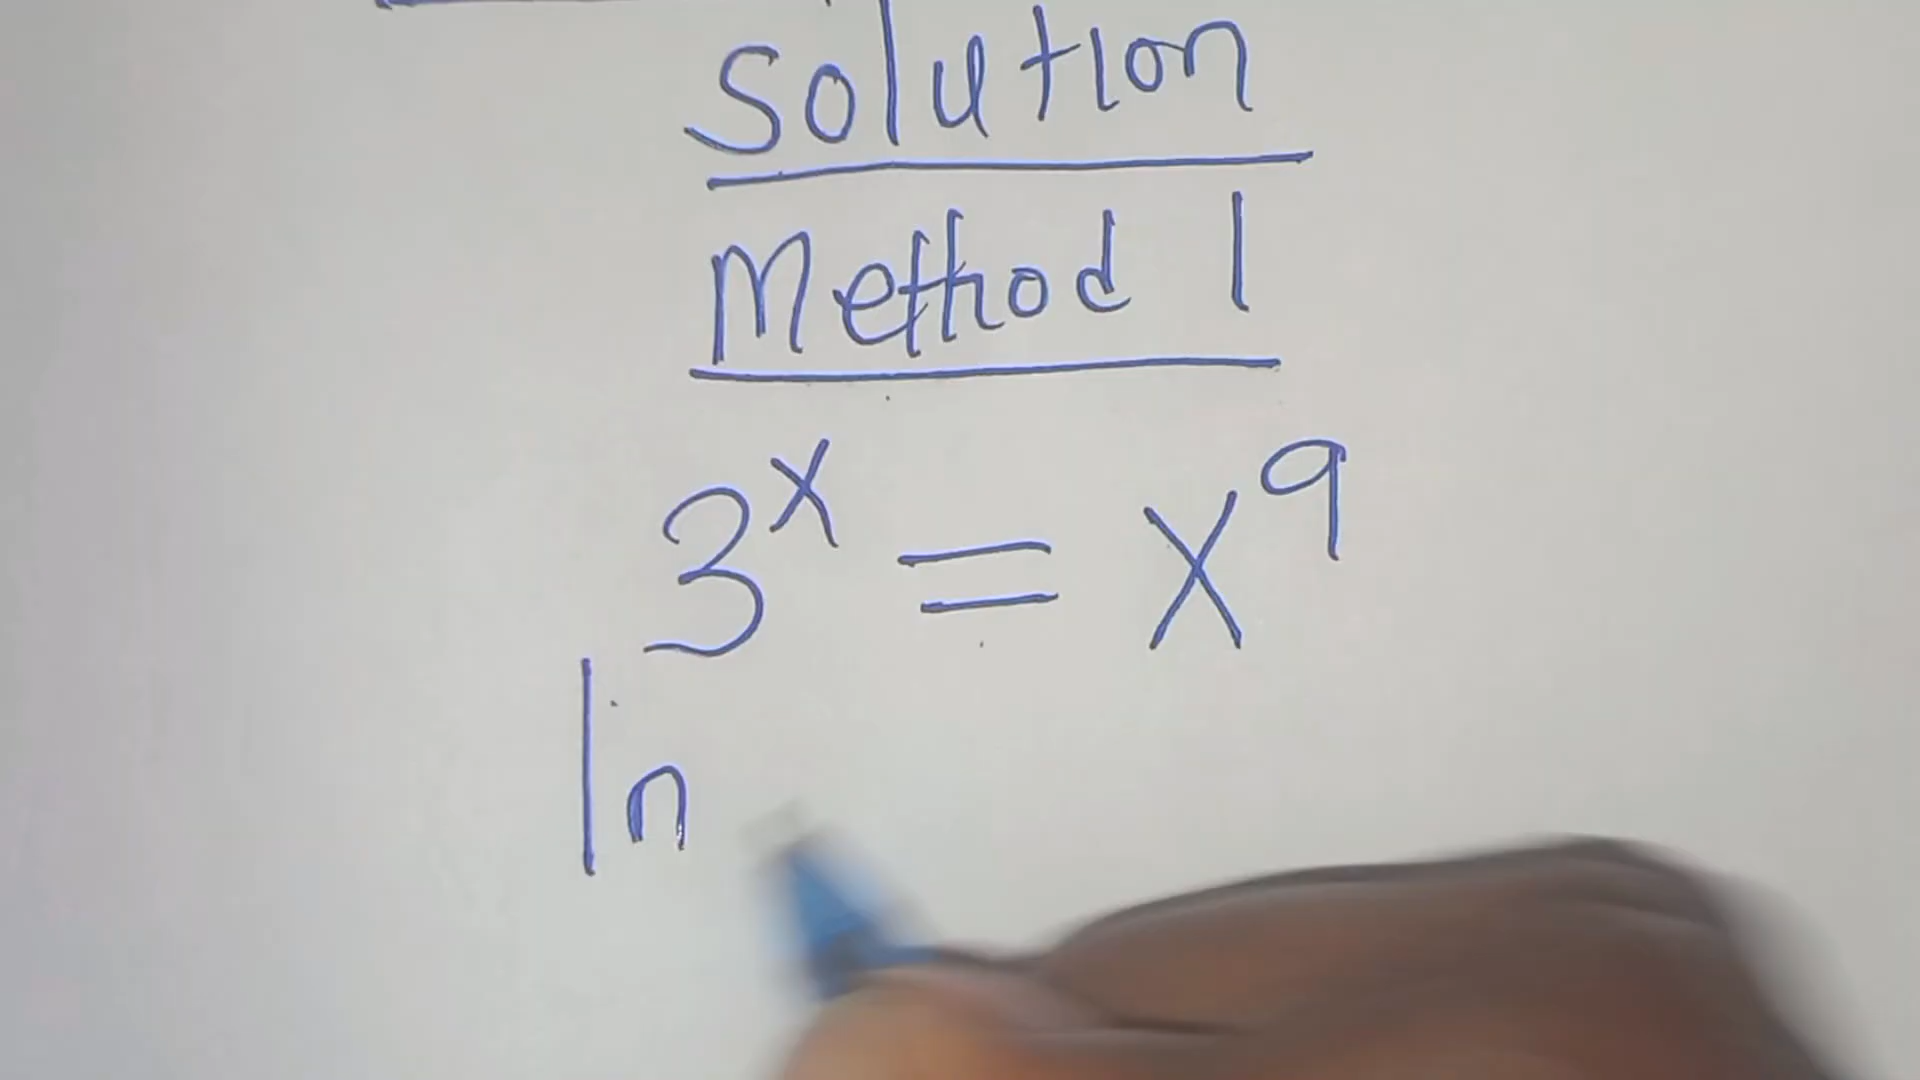 Solution
Method 1
3^x = x^9
ln